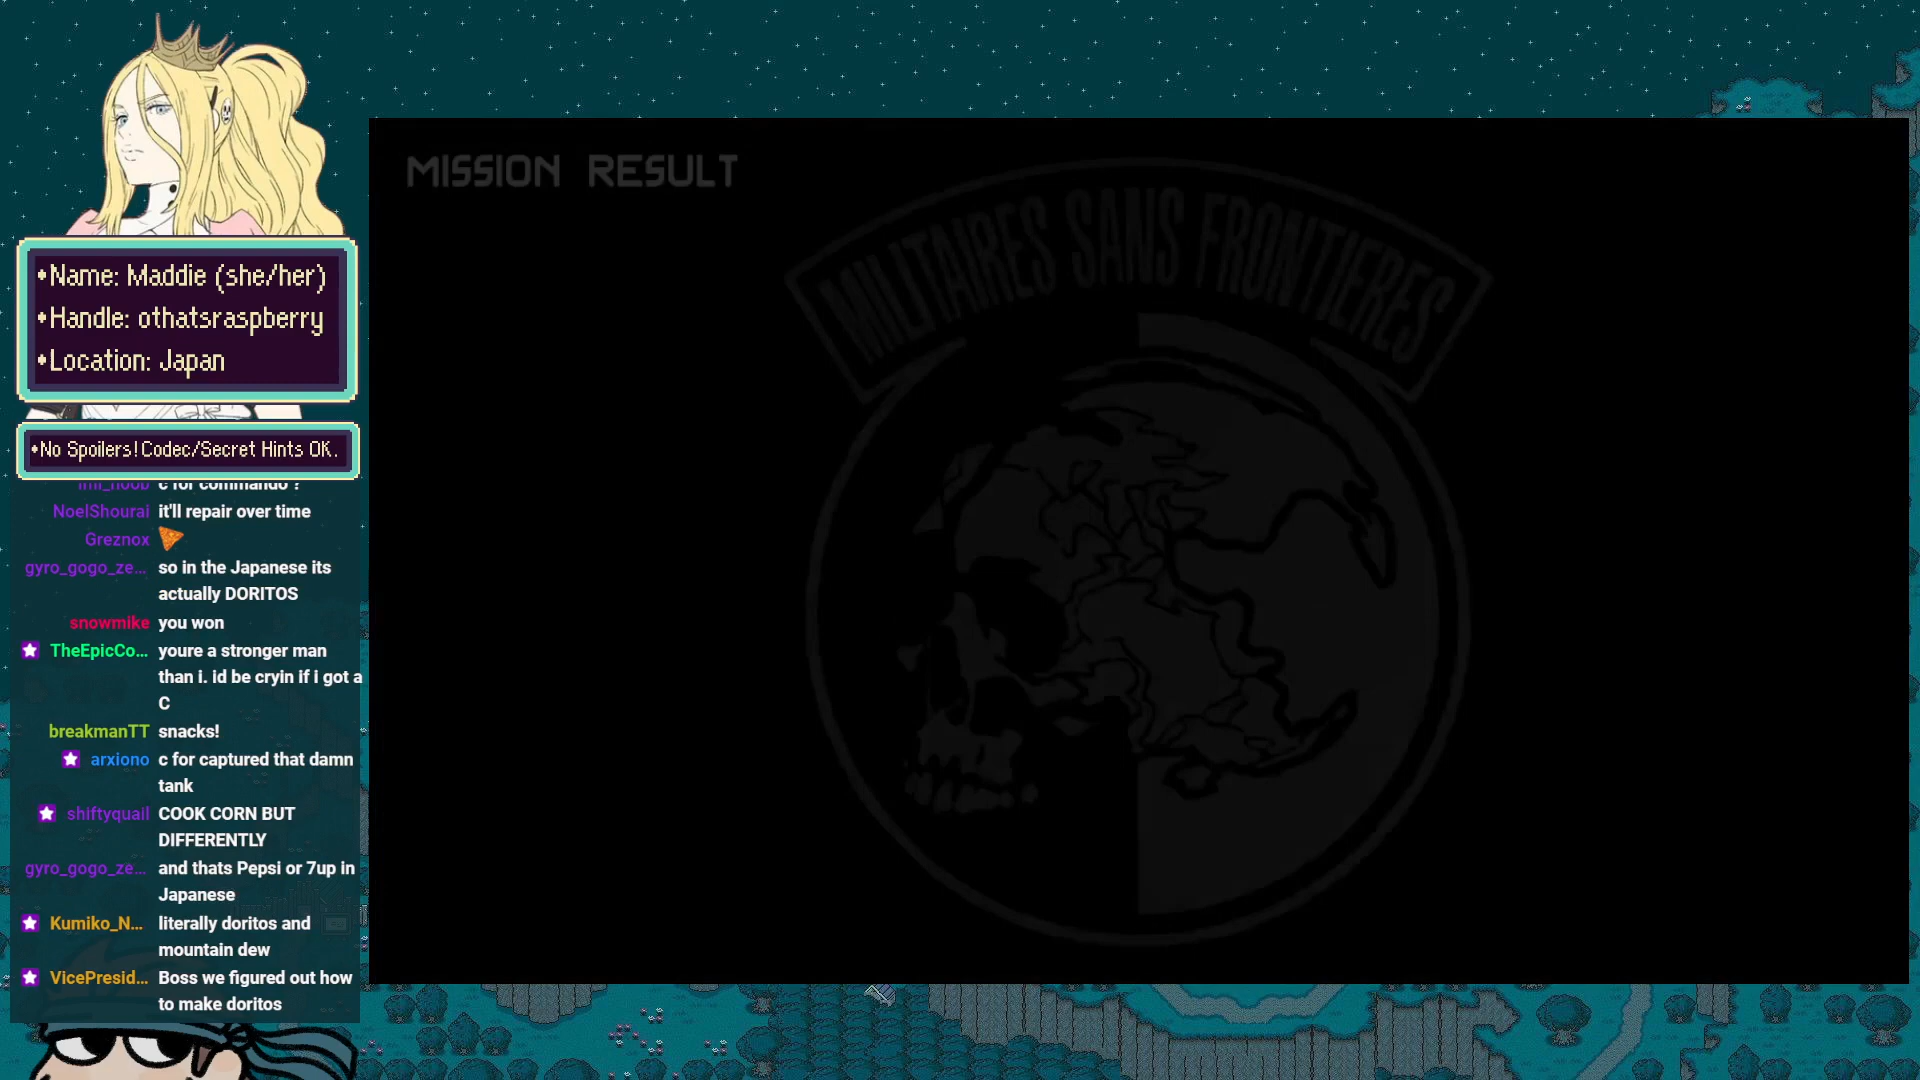 MISSION RESULT
MILITAIRES SANS FRONTIERES
•Name: Maddie (she/her)
•Handle: othatsraspberry
•Location: Japan
•No Spoilers! Codec/Secret Hints OK.
c for commando ?
NoelShourai it'll repair over time
Greznox
gyro_gogo_ze... so in the Japanese its
actually DORITOS
snowmike you won
TheEpicCo... youre a stronger man
than i. id be cryin if i got a
C
breakmanTT snacks!
arxiono c for captured that damn
tank
shiftyquail COOK CORN BUT
DIFFERENTLY
gyro_gogo_ze... and thats Pepsi or 7up in
Japanese
Kumiko_N... literally doritos and
mountain dew
VicePresid... Boss we figured out how
to make doritos